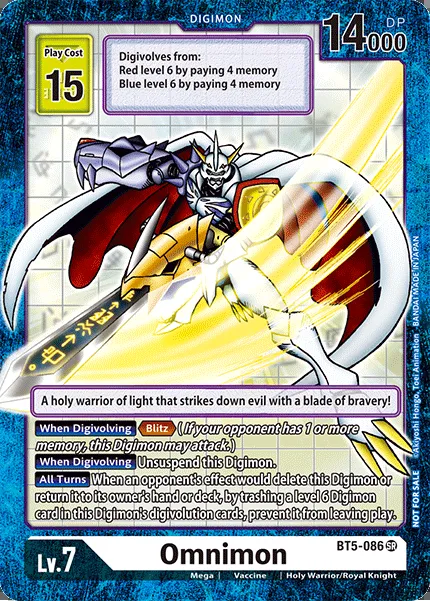 DIGIMON
Play Cost
15
Digivolves from:
Red level 6 by paying 4 memory
Blue level 6 by paying 4 memory
DP
14000
A holy warrior of light that strikes down evil with a blade of bravery!
When Digivolving Blitz (If your opponent has 1 or more
memory, this Digimon may attack.)
When Digivolving Unsuspend this Digimon.
All Turns When an opponent's effect would delete this Digimon or
return it to its owner's hand or deck, by trashing a level 6 Digimon
card in this Digimon's digivolution cards, prevent it from leaving play.
NOT FOR SALE ©Akiyoshi Hongo, Toei Animation BANDAI MADE IN JAPAN
Lv.7
Omnimon
BT5-086 SR
Mega | Vaccine | Holy Warrior/Royal Knight